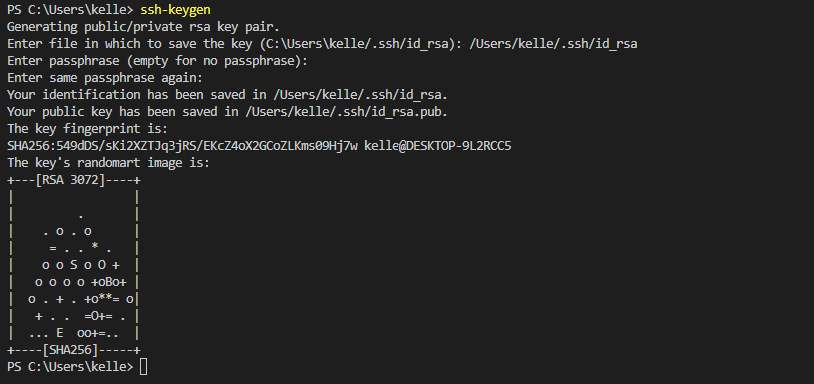 PS C:\Users\kelle> ssh-keygen
Generating public/private rsa key pair.
Enter file in which to save the key (C:\Users\kelle/.ssh/id_rsa): /Users/kelle/.ssh/id_rsa
Enter passphrase (empty for no passphrase):
Enter same passphrase again:
Your identification has been saved in /Users/kelle/.ssh/id_rsa.
Your public key has been saved in /Users/kelle/.ssh/id_rsa.pub.
The key fingerprint is:
SHA256:549dDS/sKi2XZTJq3jRS/EKcZ4oX2GCoZLKms09Hj7w kelle@DESKTOP-9L2RCC5
The key's randomart image is:
+---[RSA 3072]----+
|                 |
|         .       |
|    . o . o      |
|     = . . * .   |
|    o o S o O +  |
|   o o o o +oBo+ |
|  o . + . +o**= o|
|   + . .  =O+= . |
|  ... E  oo+=..  |
+----[SHA256]-----+
PS C:\Users\kelle>